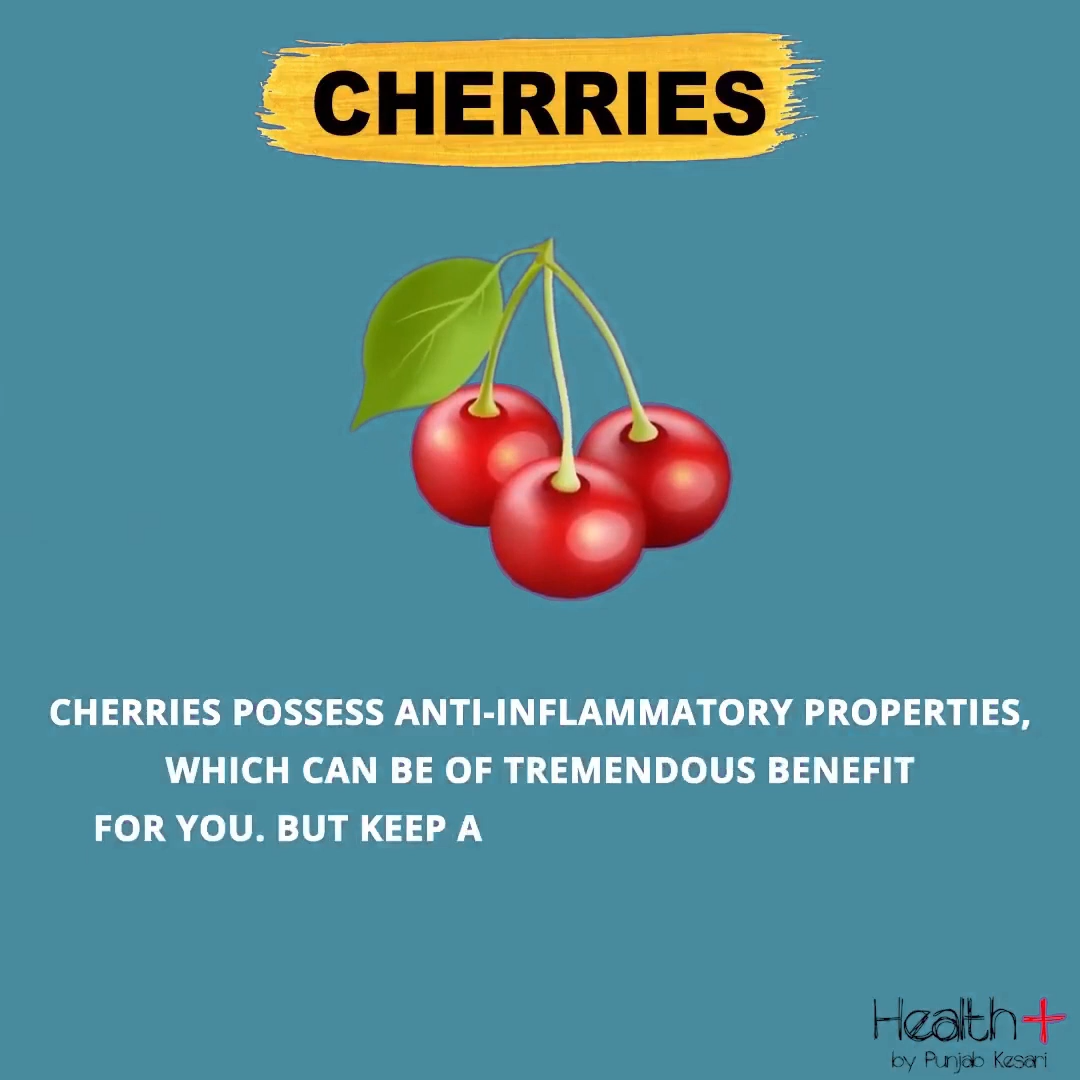 CHERRIES
CHERRIES POSSESS ANTI-INFLAMMATORY PROPERTIES,
WHICH CAN BE OF TREMENDOUS BENEFIT
FOR YOU. BUT KEEP A
Health+
by Punjab Kesari